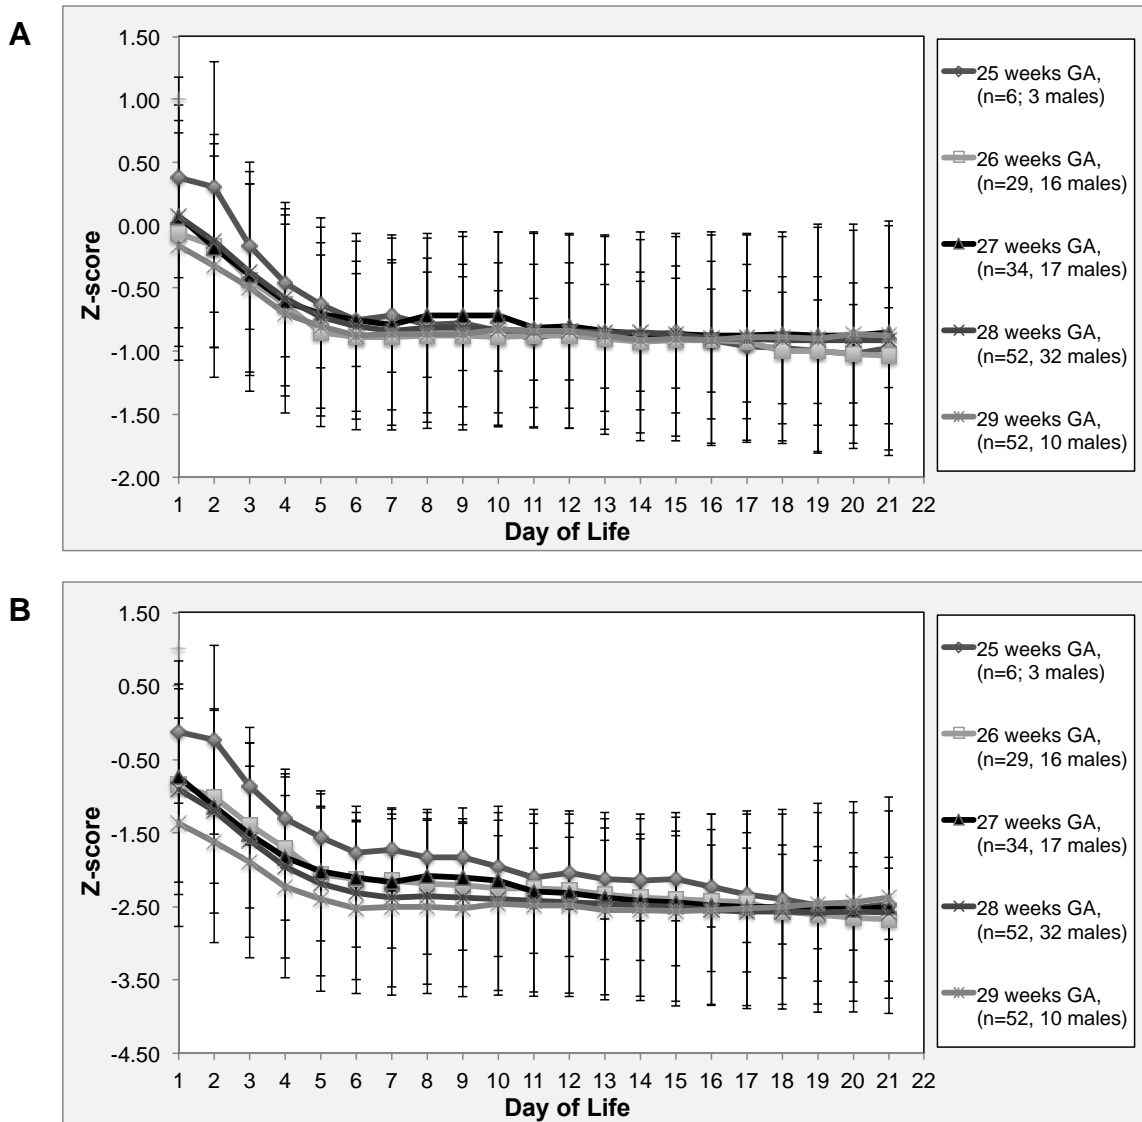 A
1.50
1.00
0.50
0.00
-0.50
-1.00
-1.50
-2.00
Z-score
1 2 3 4 5 6 7 8 9 10 11 12 13 14 15 16 17 18 19 20 21 22
Day of Life
25 weeks GA,
(n=6; 3 males)
26 weeks GA,
(n=29, 16 males)
27 weeks GA,
(n=34, 17 males)
28 weeks GA,
(n=52, 32 males)
29 weeks GA,
(n=52, 10 males)
B
1.50
0.50
-0.50
-1.50
-2.50
-3.50
-4.50
Z-score
1 2 3 4 5 6 7 8 9 10 11 12 13 14 15 16 17 18 19 20 21 22
Day of Life
25 weeks GA,
(n=6; 3 males)
26 weeks GA,
(n=29, 16 males)
27 weeks GA,
(n=34, 17 males)
28 weeks GA,
(n=52, 32 males)
29 weeks GA,
(n=52, 10 males)